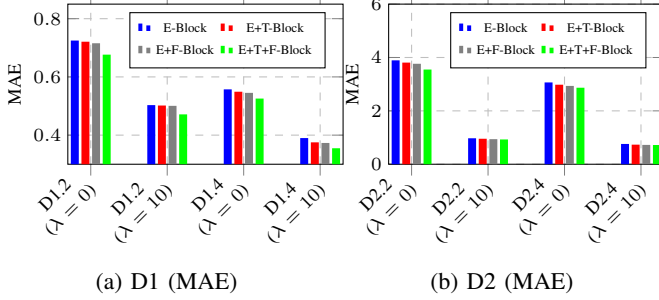 E-Block E+T-Block
E+F-Block E+T+F-Block
MAE
0.8
0.6
0.4
D1.2
(λ = 0)
D1.2
(λ = 10)
D1.4
(λ = 0)
D1.4
(λ = 10)
(a) D1 (MAE)
E-Block E+T-Block
E+F-Block E+T+F-Block
MAE
6
4
2
0
D2.2
(λ = 0)
D2.2
(λ = 10)
D2.4
(λ = 0)
D2.4
(λ = 10)
(b) D2 (MAE)